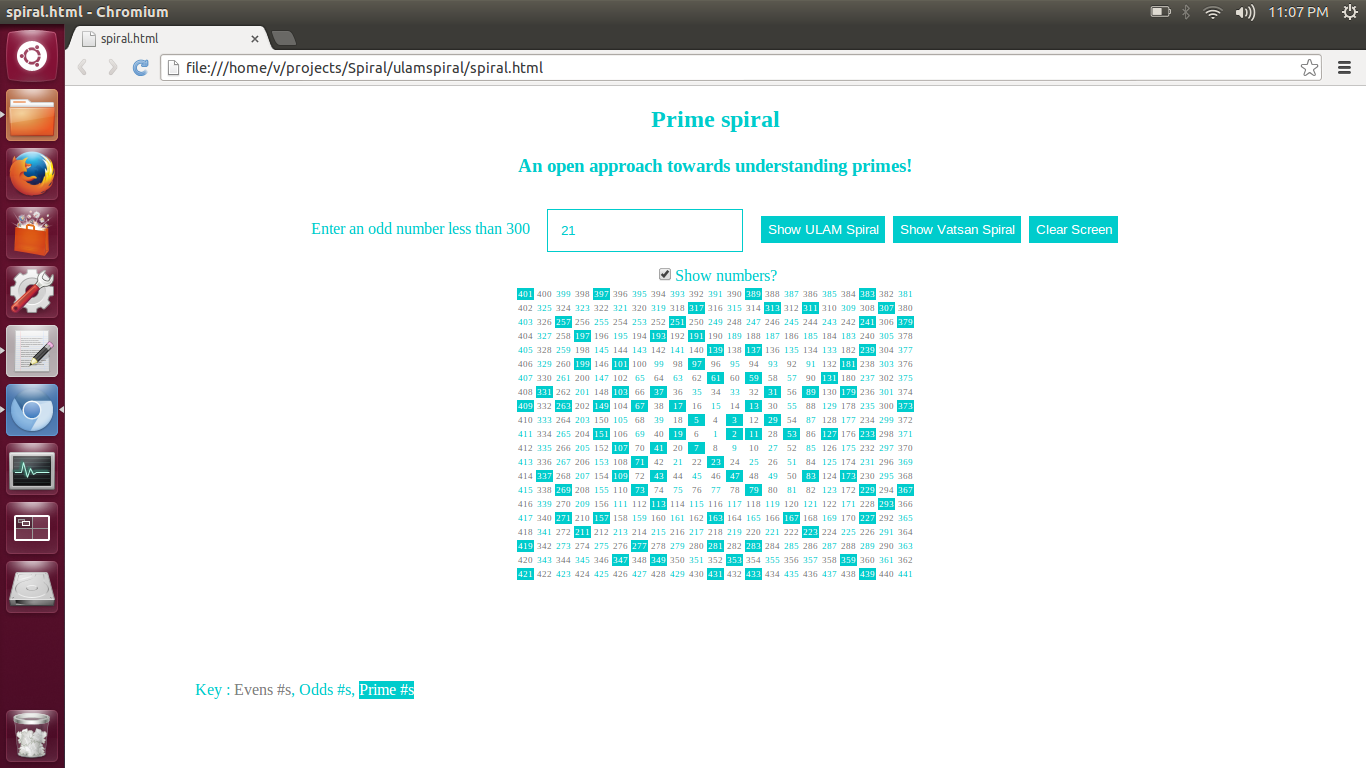 spiral.html - Chromium
11:07 PM
spiral.html
file:///home/v/projects/Spiral/ulamspiral/spiral.html
Prime spiral
An open approach towards understanding primes!
Enter an odd number less than 300 21 Show ULAM Spiral Show Vatsan Spiral Clear Screen
Show numbers?
401 400 399 398 397 396 395 394 393 392 391 390 389 388 387 386 385 384 383 382 381
402 325 324 323 322 321 320 319 318 317 316 315 314 313 312 311 310 309 308 307 380
403 326 257 256 255 254 253 252 251 250 249 248 247 246 245 244 243 242 241 306 379
404 327 258 197 196 195 194 193 192 191 190 189 188 187 186 185 184 183 240 305 378
405 328 259 198 145 144 143 142 141 140 139 138 137 136 135 134 133 182 239 304 377
406 329 260 199 146 101 100 99 98 97 96 95 94 93 92 91 132 181 238 303 376
407 330 261 200 147 102 65 64 63 62 61 60 59 58 57 90 131 180 237 302 375
408 331 262 201 148 103 66 37 36 35 34 33 32 31 56 89 130 179 236 301 374
409 332 263 202 149 104 67 38 17 16 15 14 13 30 55 88 129 178 235 300 373
410 333 264 203 150 105 68 39 18 5 4 3 12 29 54 87 128 177 234 299 372
411 334 265 204 151 106 69 40 19 6 1 2 11 28 53 86 127 176 233 298 371
412 335 266 205 152 107 70 41 20 7 8 9 10 27 52 85 126 175 232 297 370
413 336 267 206 153 108 71 42 21 22 23 24 25 26 51 84 125 174 231 296 369
414 337 268 207 154 109 72 43 44 45 46 47 48 49 50 83 124 173 230 295 368
415 338 269 208 155 110 73 74 75 76 77 78 79 80 81 82 123 172 229 294 367
416 339 270 209 156 111 112 113 114 115 116 117 118 119 120 121 122 171 228 293 366
417 340 271 210 157 158 159 160 161 162 163 164 165 166 167 168 169 170 227 292 365
418 341 272 211 212 213 214 215 216 217 218 219 220 221 222 223 224 225 226 291 364
419 342 273 274 275 276 277 278 279 280 281 282 283 284 285 286 287 288 289 290 363
420 343 344 345 346 347 348 349 350 351 352 353 354 355 356 357 358 359 360 361 362
421 422 423 424 425 426 427 428 429 430 431 432 433 434 435 436 437 438 439 440 441
Key : Evens #s, Odds #s, Prime #s